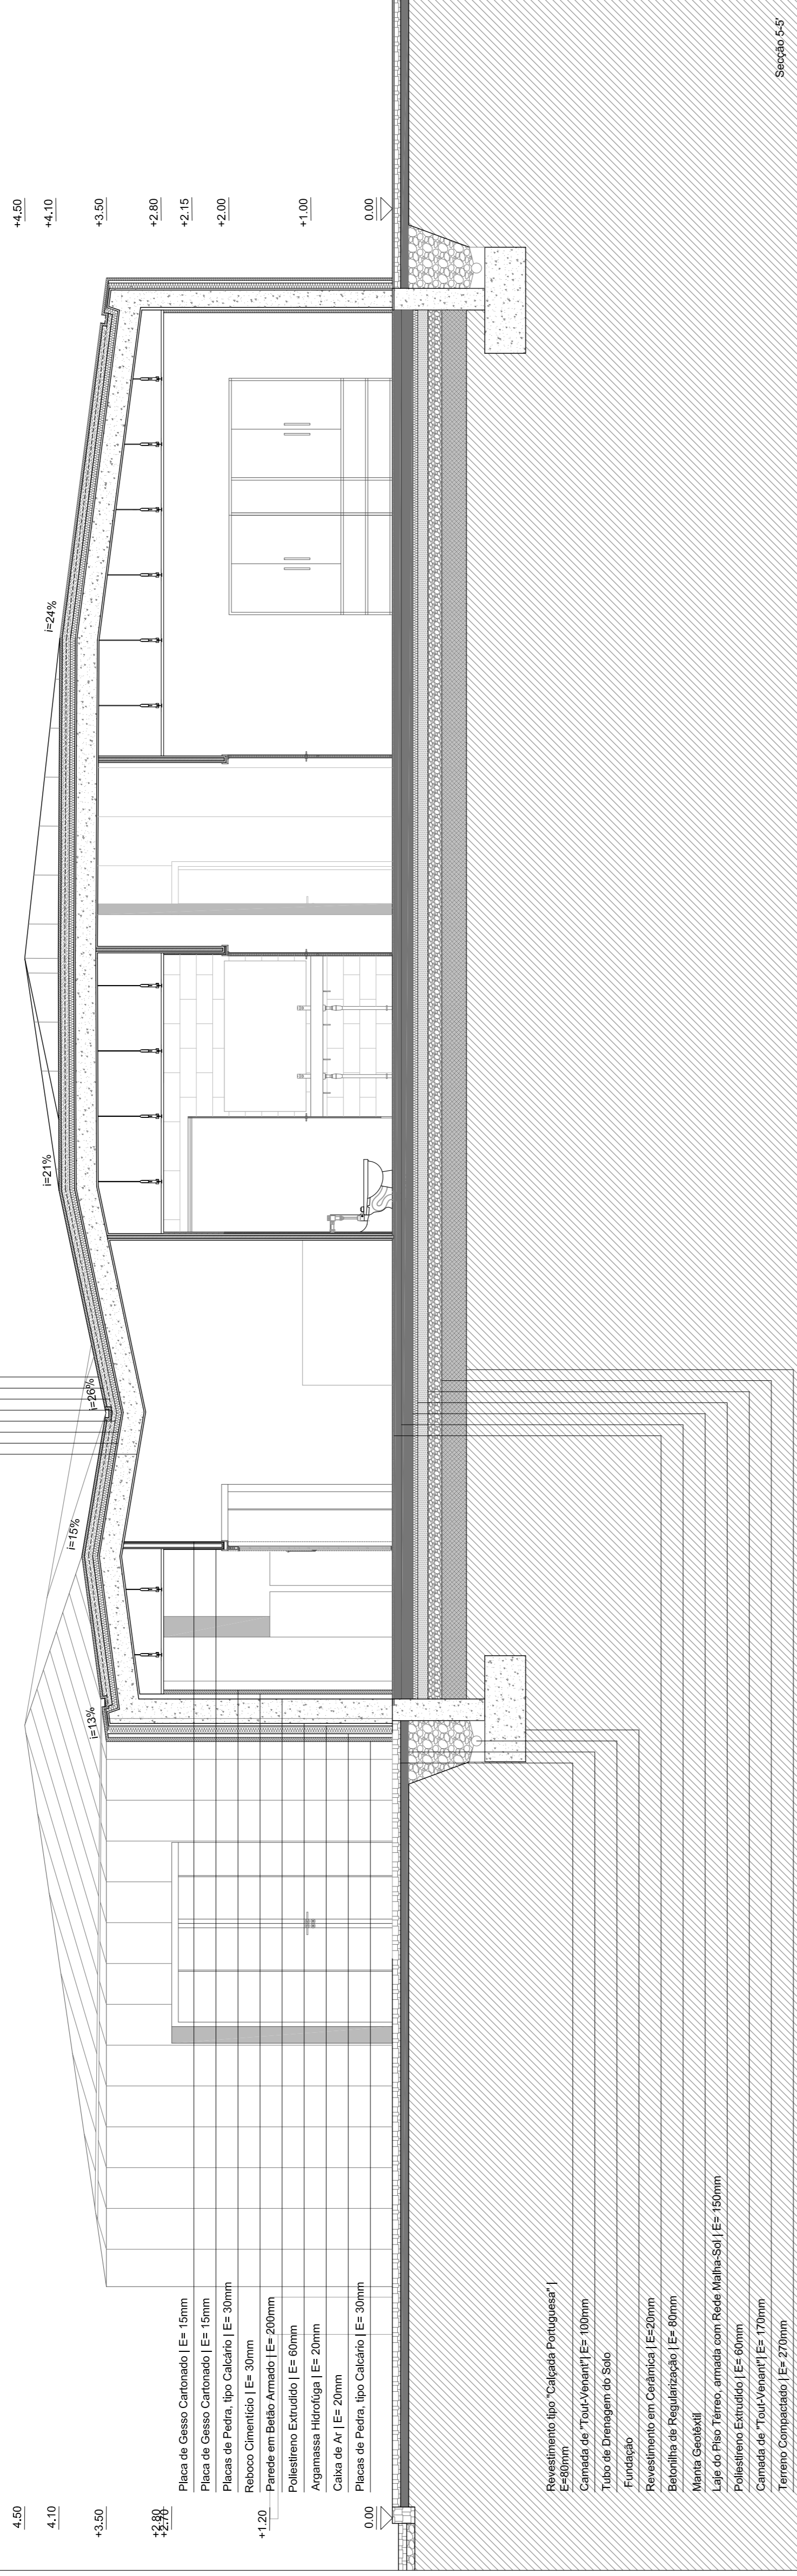 4.50
4.10
+3.50
+2.80
+2.70
+1.20
0.00
Placa de Gesso Cartonado | E= 15mm
Placa de Gesso Cartonado | E= 15mm
Placas de Pedra, tipo Calcário | E= 30mm
Reboco Cimentício | E= 30mm
Parede em Betão Armado | E= 200mm
Poliestireno Extrudido | E= 60mm
Argamassa Hidrofúga | E= 20mm
Caixa de Ar | E= 20mm
Placas de Pedra, tipo Calcário | E= 30mm
Revestimento tipo "Calçada Portuguesa" |
E=80mm
Camada de "Tout-Venant"| E= 100mm
Tubo de Drenagem do Solo
Fundação
Revestimento em Cerâmica | E=20mm
Betonilha de Regularização | E= 80mm
Manta Geotêxtil
Laje do Piso Térreo, armada com Rede Malha-Sol | E= 150mm
Poliestireno Extrudido | E= 60mm
Camada de "Tout-Venant"| E= 170mm
Terreno Compactado | E= 270mm
i=13%
i=15%
i=26%
i=21%
i=24%
+4.50
+4.10
+3.50
+2.80
+2.15
+2.00
+1.00
0.00
Secção 5-5'